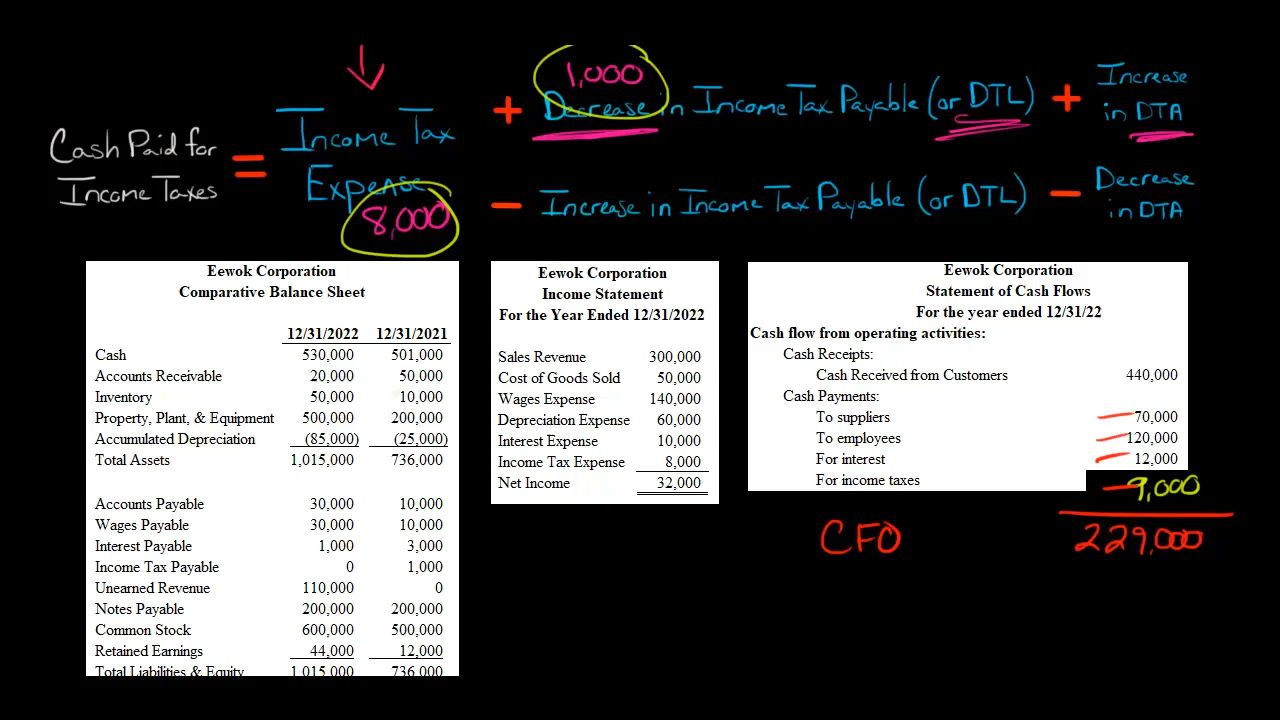 1,000
Cash Paid for
Income Taxes
=
Income Tax
Expense
8,000
+ Decrease in Income Tax Payable (or DTL) + Increase
in DTA
- Increase in Income Tax Payable (or DTL) - Decrease
in DTA
Eewok Corporation
Comparative Balance Sheet
12/31/2022 12/31/2021
Cash 530,000 501,000
Accounts Receivable 20,000 50,000
Inventory 50,000 10,000
Property, Plant, & Equipment 500,000 200,000
Accumulated Depreciation (85,000) (25,000)
Total Assets 1,015,000 736,000
Accounts Payable 30,000 10,000
Wages Payable 30,000 10,000
Interest Payable 1,000 3,000
Income Tax Payable 0 1,000
Unearned Revenue 110,000 0
Notes Payable 200,000 200,000
Common Stock 600,000 500,000
Retained Earnings 44,000 12,000
Total Liabilities & Equity 1,015,000 736,000
Eewok Corporation
Income Statement
For the Year Ended 12/31/2022
Sales Revenue 300,000
Cost of Goods Sold 50,000
Wages Expense 140,000
Depreciation Expense 60,000
Interest Expense 10,000
Income Tax Expense 8,000
Net Income 32,000
Eewok Corporation
Statement of Cash Flows
For the year ended 12/31/22
Cash flow from operating activities:
Cash Receipts:
Cash Received from Customers 440,000
Cash Payments:
To suppliers - 70,000
To employees - 120,000
For interest - 12,000
For income taxes - 9,000
CFO 229,000